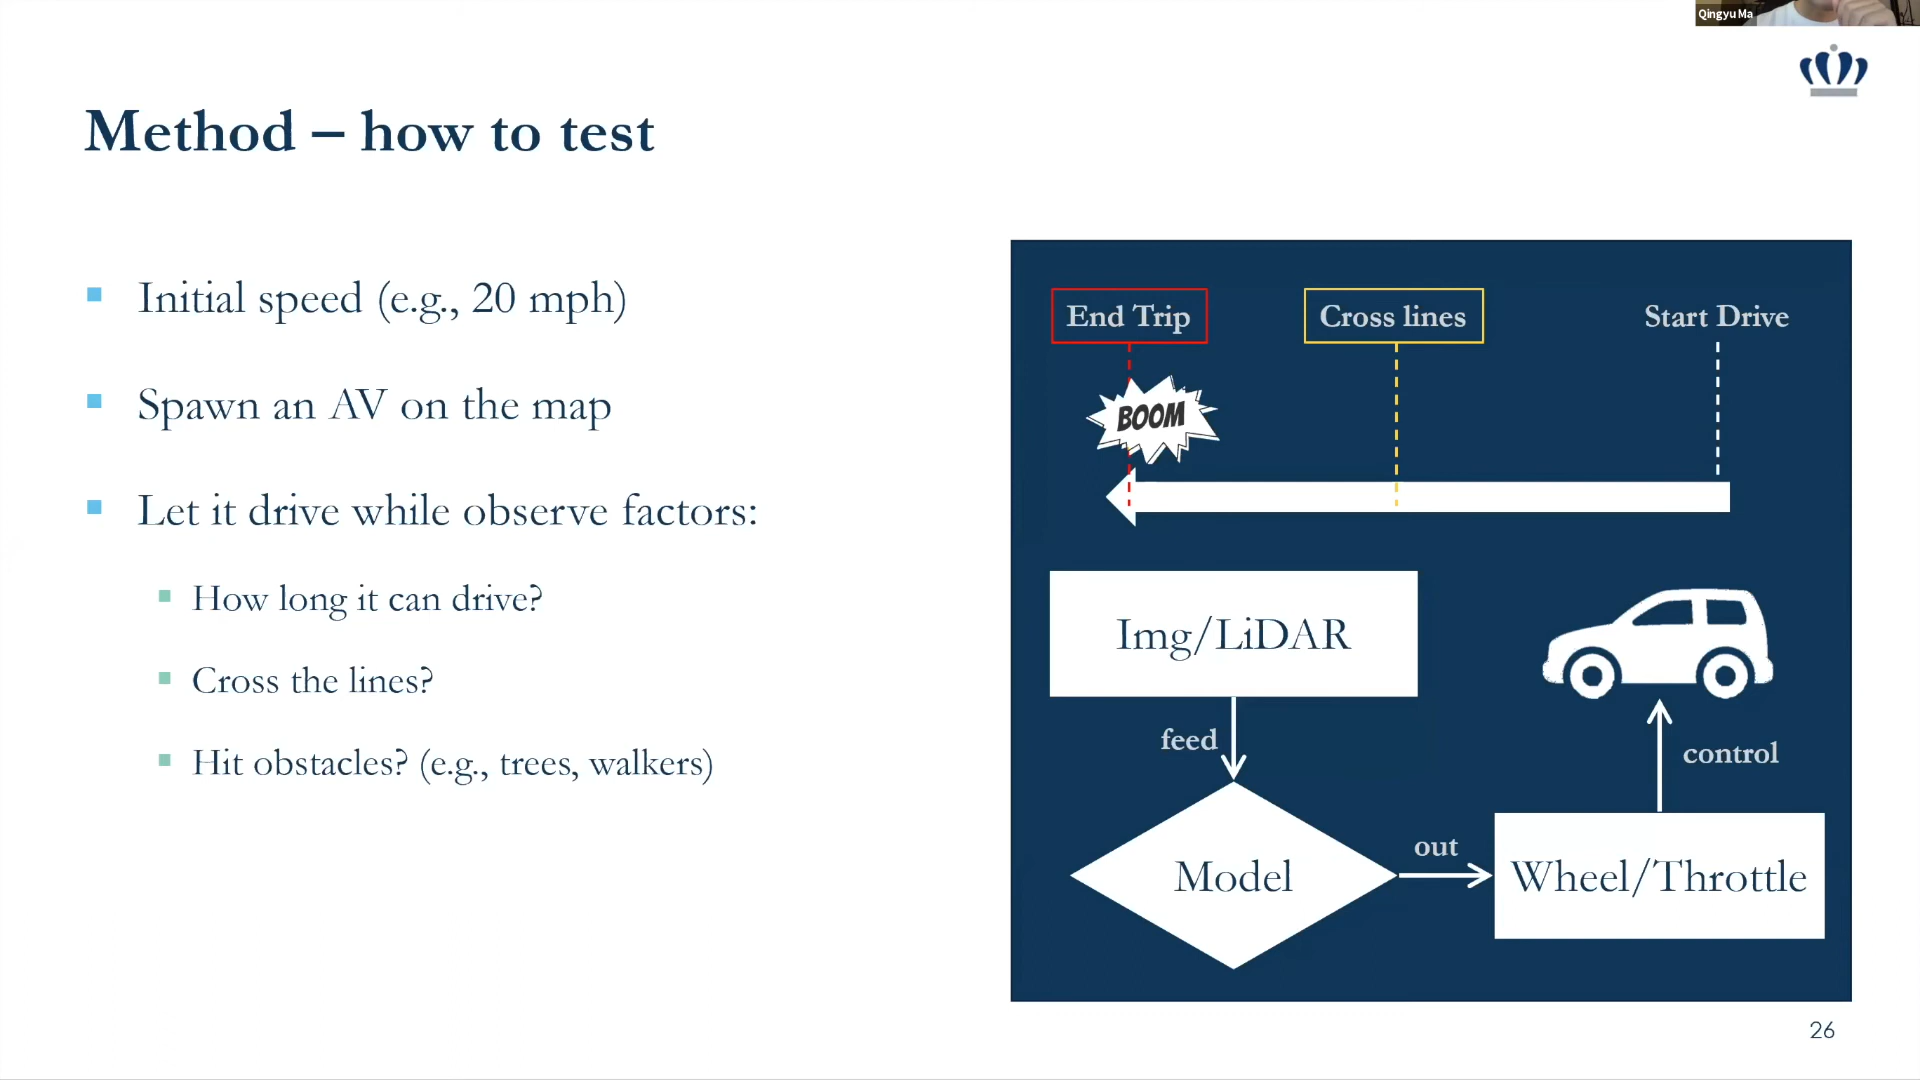 Qingyu Ma
Method – how to test
Initial speed (e.g., 20 mph)
Spawn an AV on the map
Let it drive while observe factors:
How long it can drive?
Cross the lines?
Hit obstacles? (e.g., trees, walkers)
End Trip
Cross lines
Start Drive
BOOM
Img/LiDAR
feed
control
Model
out
Wheel/Throttle
26